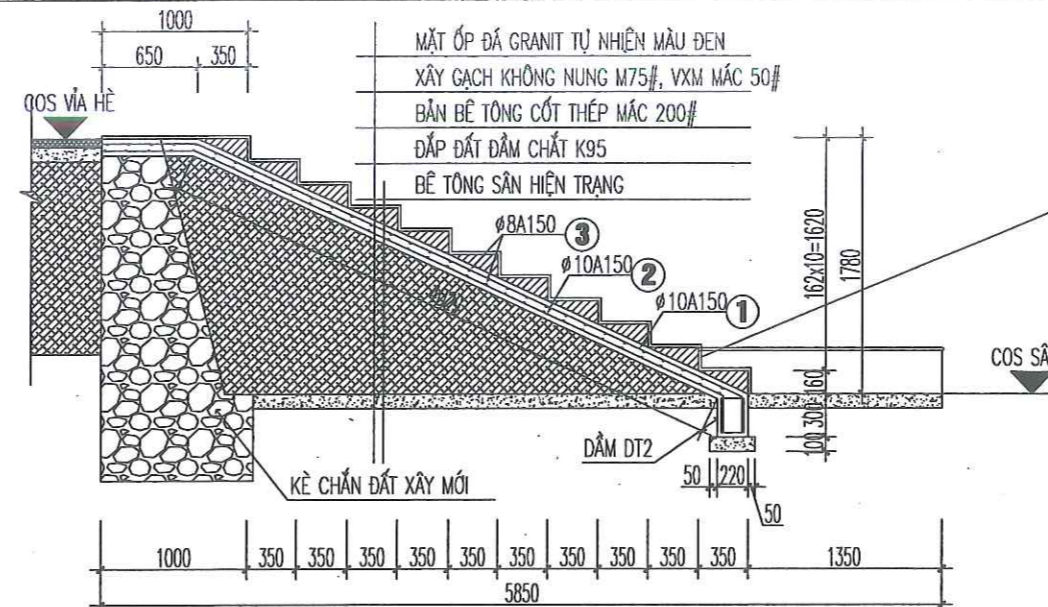 1000
650 350
COS VỈA HÈ
MẶT ỐP ĐÁ GRANIT TỰ NHIÊN MÀU ĐEN
XÂY GẠCH KHÔNG NUNG M75#, VXM MÁC 50#
BẢN BÊ TÔNG CỐT THÉP MÁC 200#
ĐẮP ĐẤT ĐẦM CHẶT K95
BÊ TÔNG SÂN HIỆN TRẠNG
ø8A150 3
ø10A150 2
ø10A150 1
162x10=1620
1780
COS SÂ
160
300
100
DẦM DT2
KÈ CHẮN ĐẤT XÂY MỚI
50 220
50
1000 350 350 350 350 350 350 350 350 350 350 1350
5850